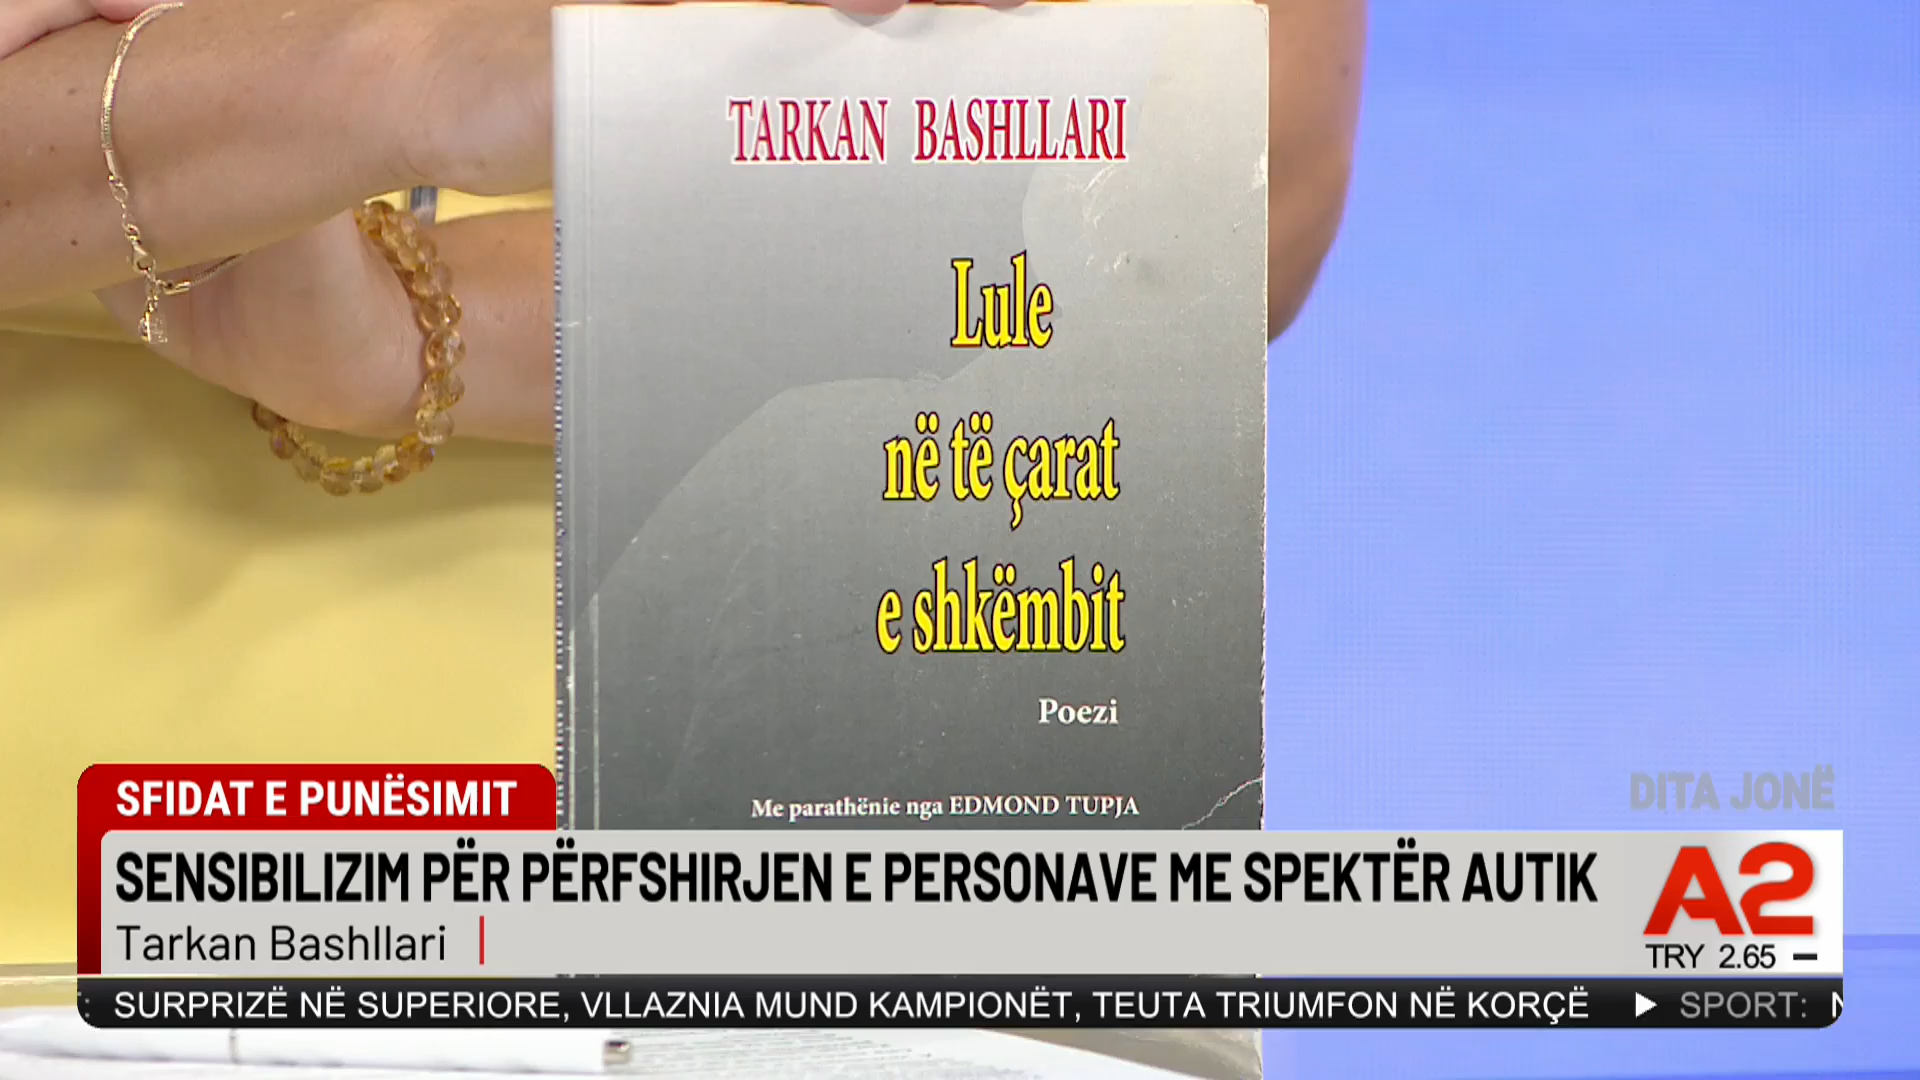 TARKAN BASHLLARI
Lule
në të çarat
e shkëmbit
Poezi
Me parathënie nga EDMOND TUPJA
DITA JONË
SFIDAT E PUNËSIMIT
SENSIBILIZIM PËR PËRFSHIRJEN E PERSONAVE ME SPEKTËR AUTIK
Tarkan Bashllari
A2
TRY 2.65
SURPRIZË NË SUPERIORE, VLLAZNIA MUND KAMPIONËT, TEUTA TRIUMFON NË KORÇË SPORT: